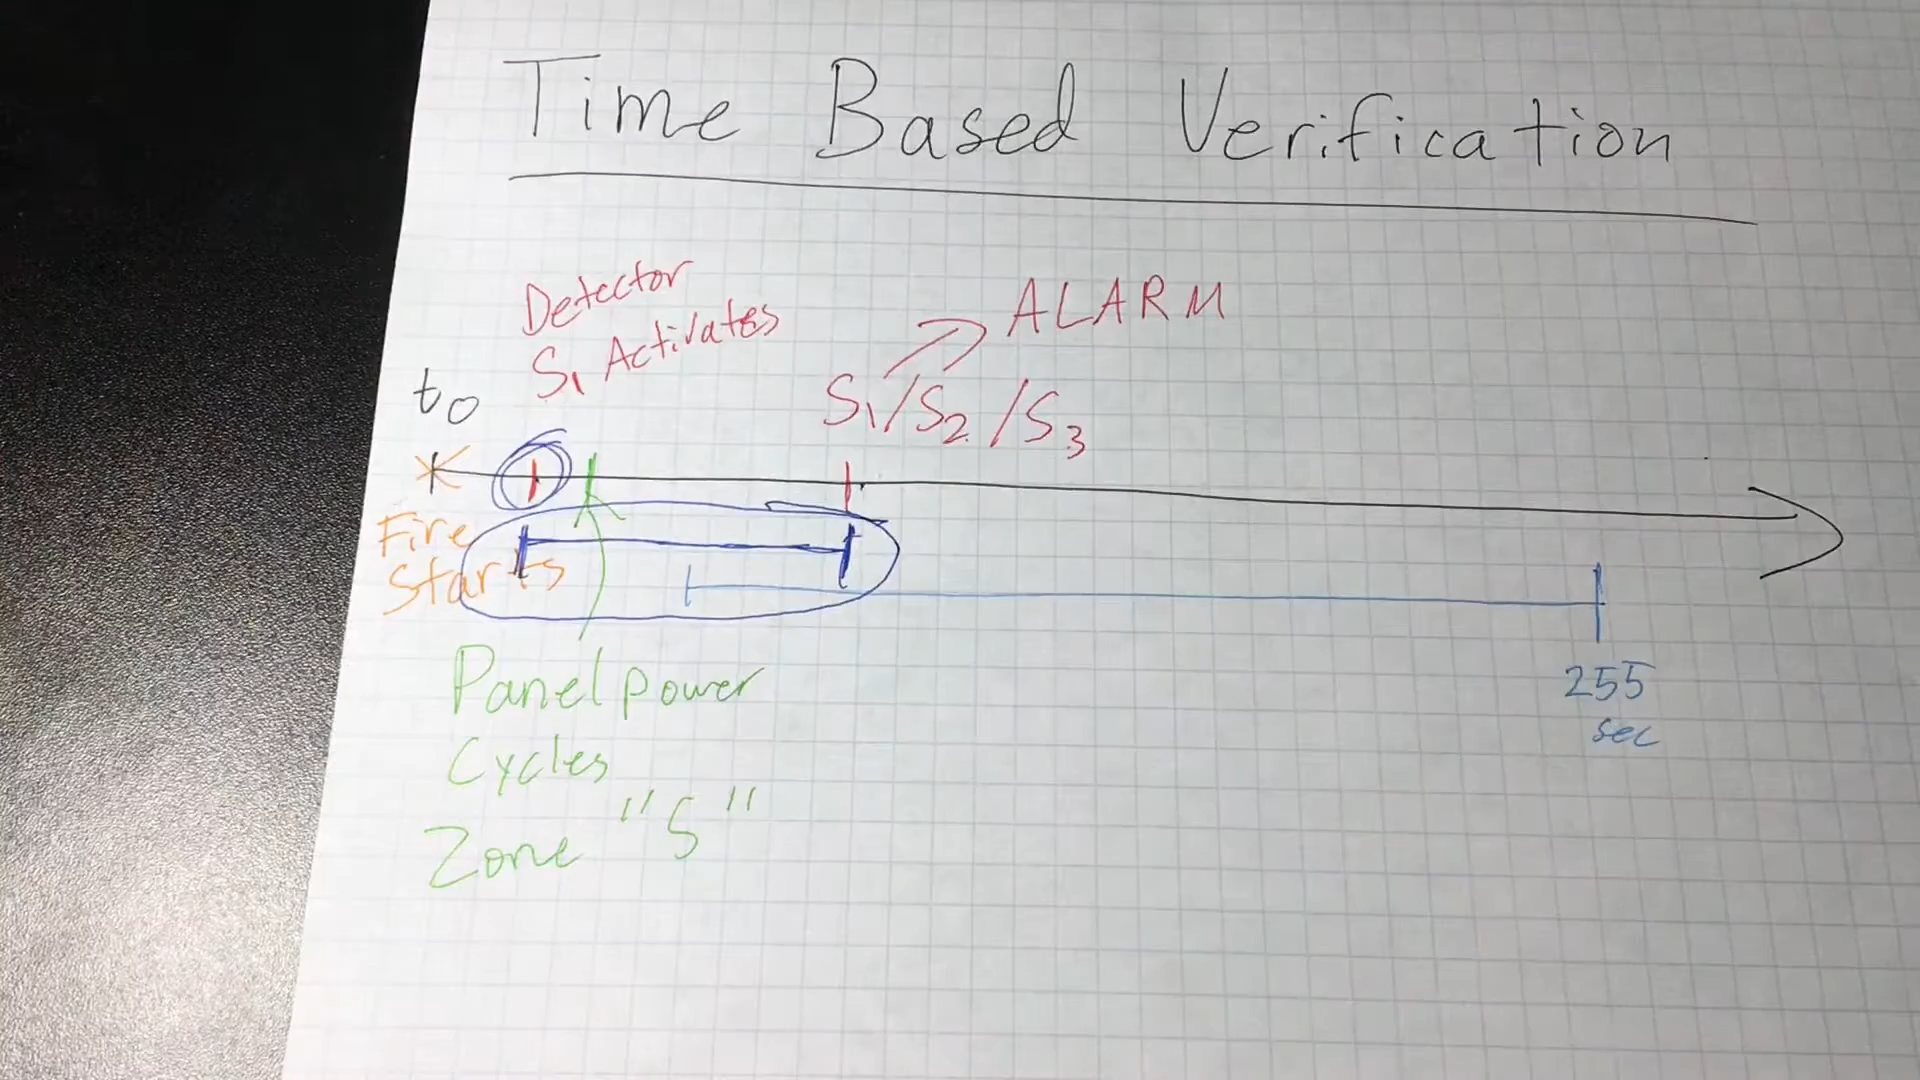 Time Based Verification
Detector
S1 Activates
ALARM
S1/S2/S3
t0
Fire
Starts
Panel power
Cycles
Zone "S"
255
sec